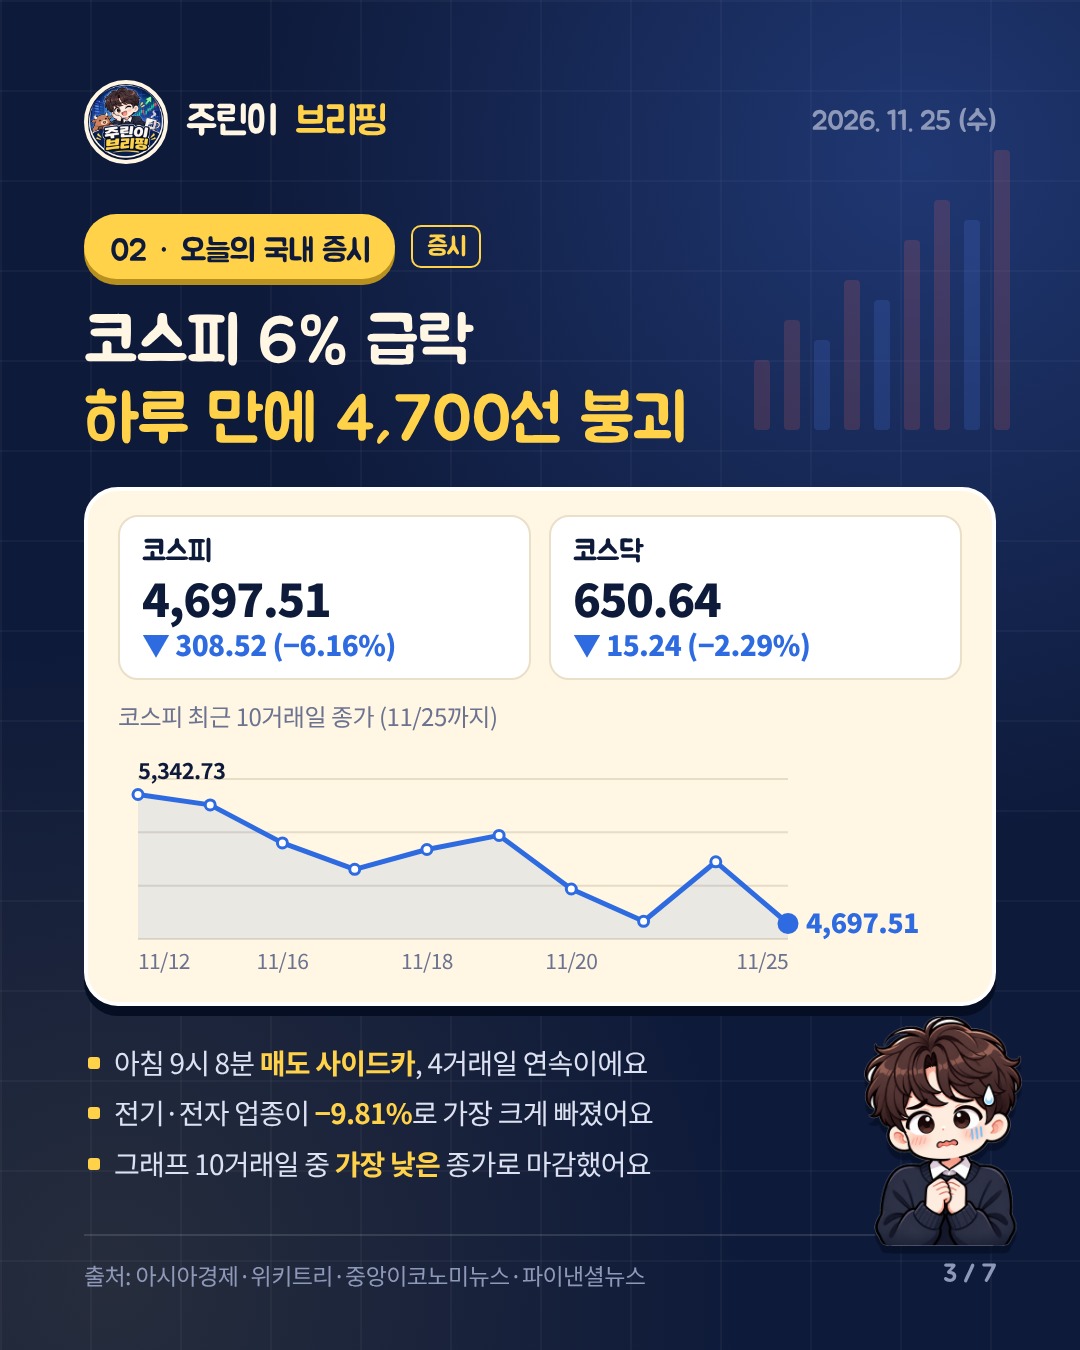 주린이
브리핑
주린이 브리핑
2026. 11. 25 (수)
02 · 오늘의 국내 증시
증시
코스피 6% 급락
하루 만에 4,700선 붕괴
코스피
4,697.51
▼ 308.52 (−6.16%)
코스닥
650.64
▼ 15.24 (−2.29%)
코스피 최근 10거래일 종가 (11/25까지)
5,342.73
4,697.51
11/12 11/16 11/18 11/20 11/25
아침 9시 8분 매도 사이드카, 4거래일 연속이에요
전기·전자 업종이 −9.81%로 가장 크게 빠졌어요
그래프 10거래일 중 가장 낮은 종가로 마감했어요
출처: 아시아경제·위키트리·중앙이코노미뉴스·파이낸셜뉴스
3 / 7